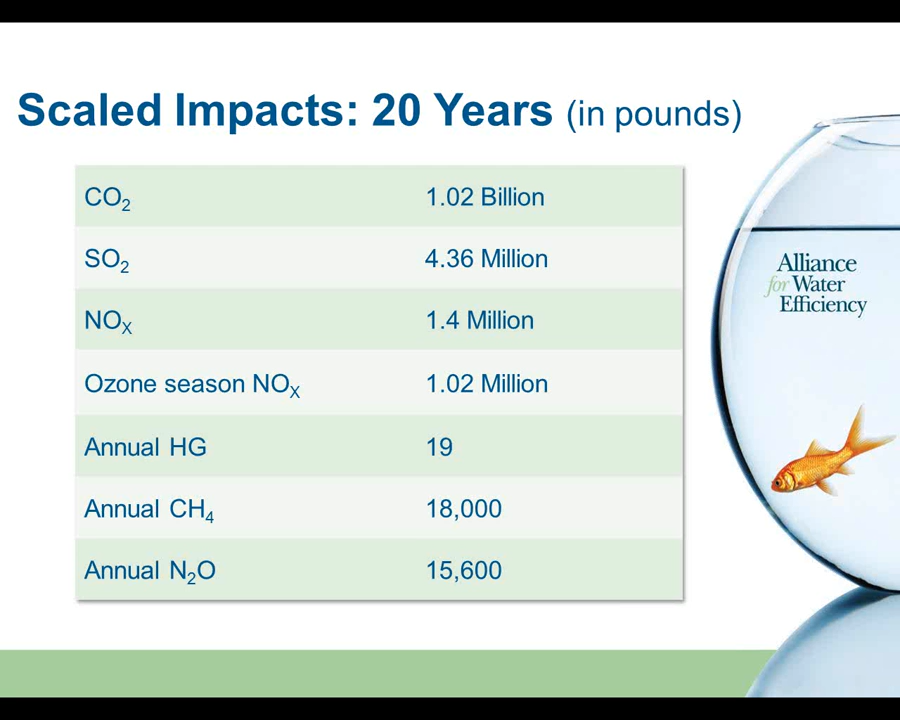 Scaled Impacts: 20 Years (in pounds)
CO₂ 1.02 Billion
SO₂ 4.36 Million
NOX 1.4 Million
Ozone season NOX 1.02 Million
Annual HG 19
Annual CH₄ 18,000
Annual N₂O 15,600
Alliance
for Water
Efficiency